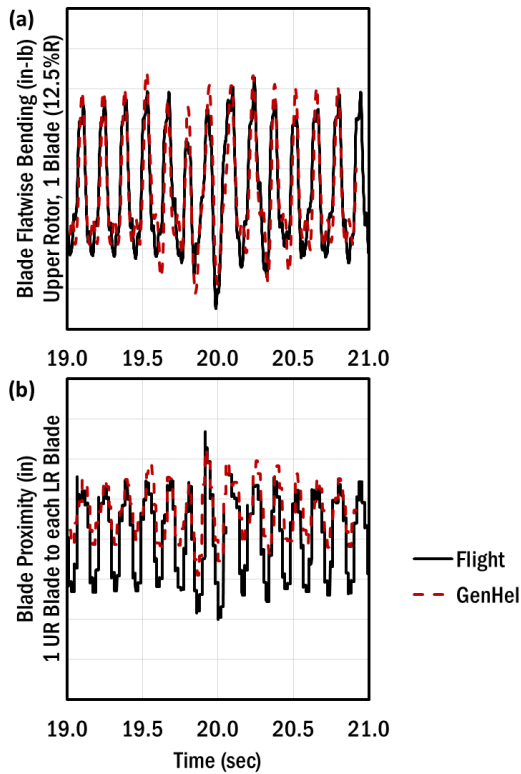 (a)
Blade Flatwise Bending (in-lb)
Upper Rotor, 1 Blade (12.5%R)
19.0 19.5 20.0 20.5 21.0
(b)
Blade Proximity (in)
1 UR Blade to each LR Blade
Flight
GenHel
19.0 19.5 20.0 20.5 21.0
Time (sec)